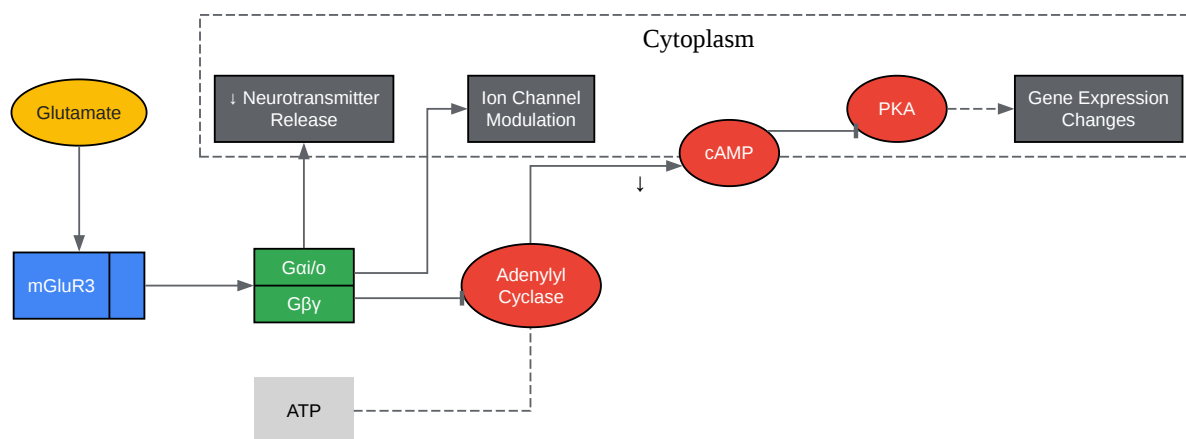 Cytoplasm
Glutamate
↓ Neurotransmitter
Release
Ion Channel
Modulation
PKA
Gene Expression
Changes
cAMP
↓
mGluR3
Gαi/o
Gβγ
Adenylyl
Cyclase
ATP